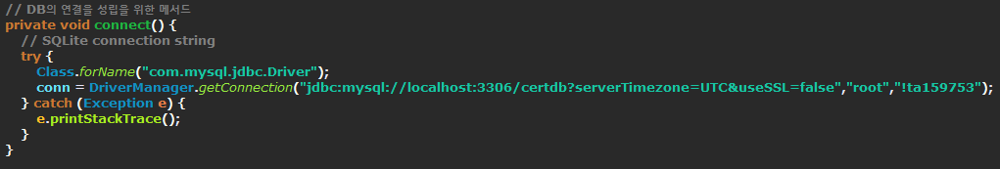 // DB의 연결을 성립을 위한 메서드
private void connect() {
// SQLite connection string
try {
Class.forName("com.mysql.jdbc.Driver");
conn = DriverManager.getConnection("jdbc:mysql://localhost:3306/certdb?serverTimezone=UTC&useSSL=false","root","!ta159753");
} catch (Exception e) {
e.printStackTrace();
}
}